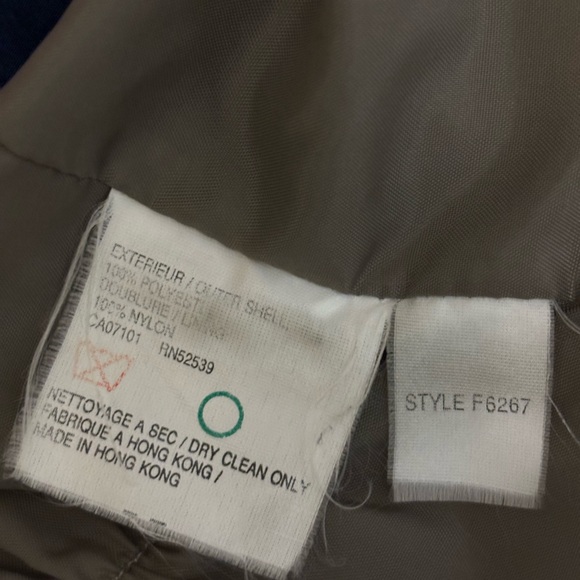 EXTERIEUR / OUTER SHELL
100% POLYEST
DOUBLURE / LINING
100% NYLON
CA07101 RN52539
NETTOYAGE A SEC / DRY CLEAN ONLY
FABRIQUE A HONG KONG /
MADE IN HONG KONG
STYLE F6267